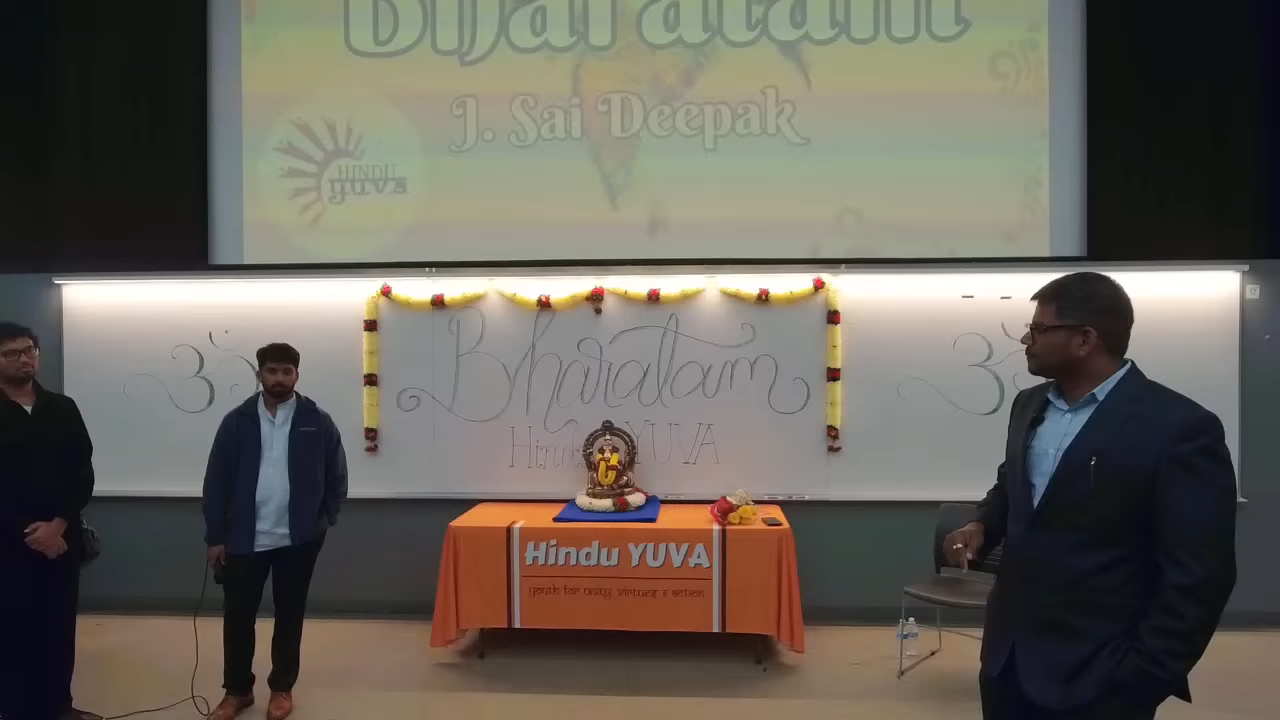 Bharatam
J. Sai Deepak
HINDU
yuva
ॐ
Bharatam
ॐ
Hindu YUVA
Hindu YUVA
youth for unity, virtues & action